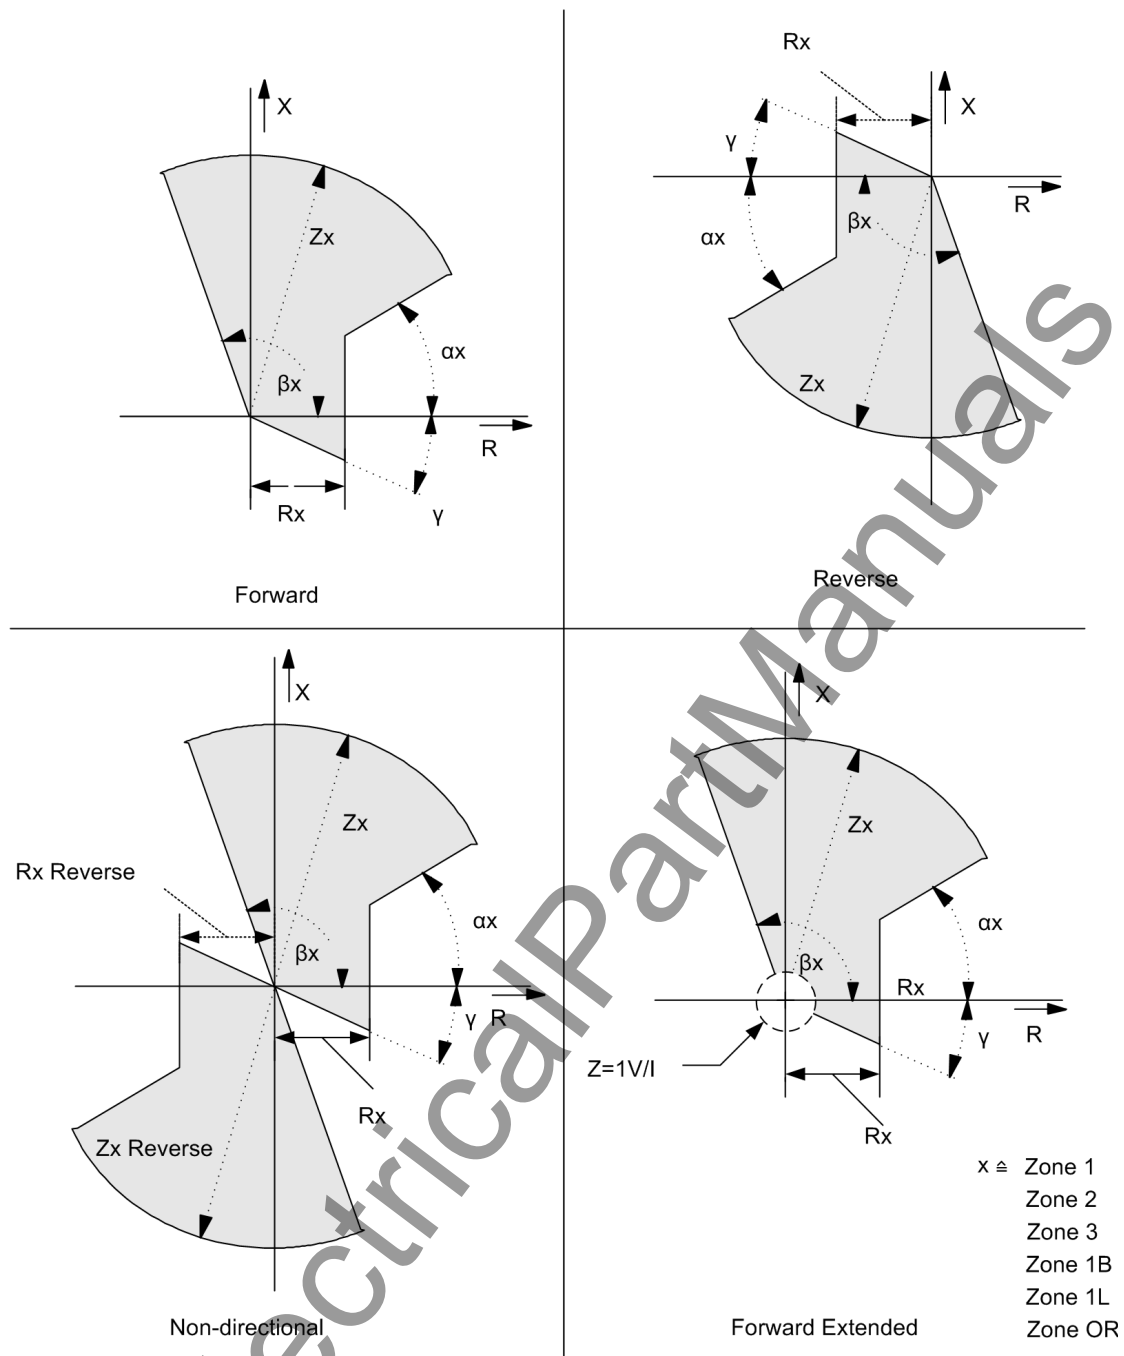 X
Zx
αx
βx
R
Rx
γ
Forward
Rx
X
γ
R
βx
αx
Zx
Reverse
X
Zx
Rx Reverse
αx
βx
γ R
Rx
Zx Reverse
Non-directional
X
Zx
αx
βx
Rx
γ R
Z=1V/I
Rx
x ≙ Zone 1
Zone 2
Zone 3
Zone 1B
Zone 1L
Zone OR
Forward Extended
ectricalPartManuals